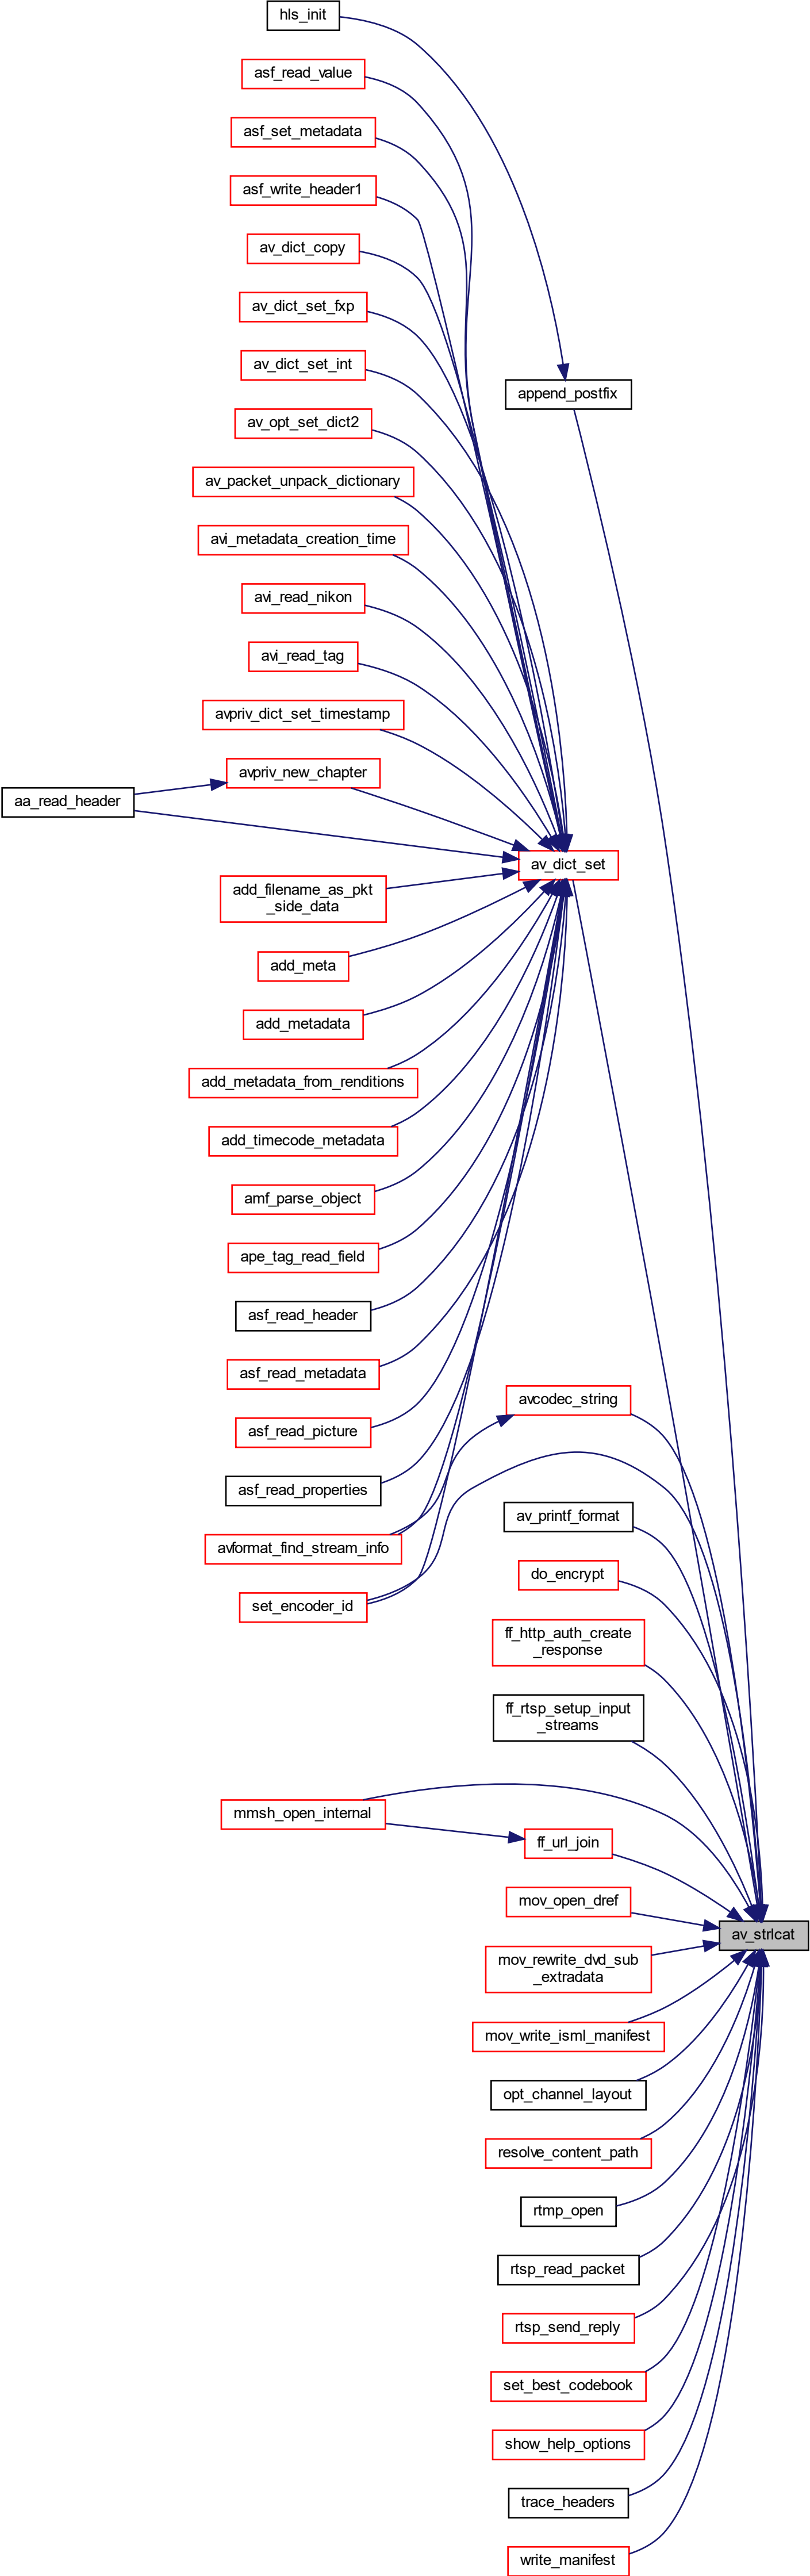 hls_init
asf_read_value
asf_set_metadata
asf_write_header1
av_dict_copy
av_dict_set_fxp
av_dict_set_int
append_postfix
av_opt_set_dict2
av_packet_unpack_dictionary
avi_metadata_creation_time
avi_read_nikon
avi_read_tag
avpriv_dict_set_timestamp
avpriv_new_chapter
aa_read_header
av_dict_set
add_filename_as_pkt
_side_data
add_meta
add_metadata
add_metadata_from_renditions
add_timecode_metadata
amf_parse_object
ape_tag_read_field
asf_read_header
asf_read_metadata
avcodec_string
asf_read_picture
asf_read_properties
av_printf_format
avformat_find_stream_info
do_encrypt
set_encoder_id
ff_http_auth_create
_response
ff_rtsp_setup_input
_streams
mmsh_open_internal
ff_url_join
mov_open_dref
av_strlcat
mov_rewrite_dvd_sub
_extradata
mov_write_isml_manifest
opt_channel_layout
resolve_content_path
rtmp_open
rtsp_read_packet
rtsp_send_reply
set_best_codebook
show_help_options
trace_headers
write_manifest